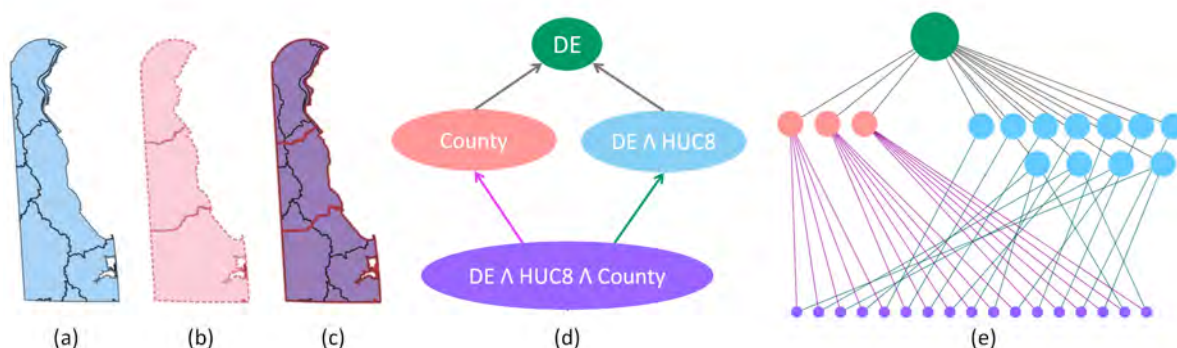 DE
County
DE Λ HUC8
DE Λ HUC8 Λ County
(a)
(b)
(c)
(d)
(e)